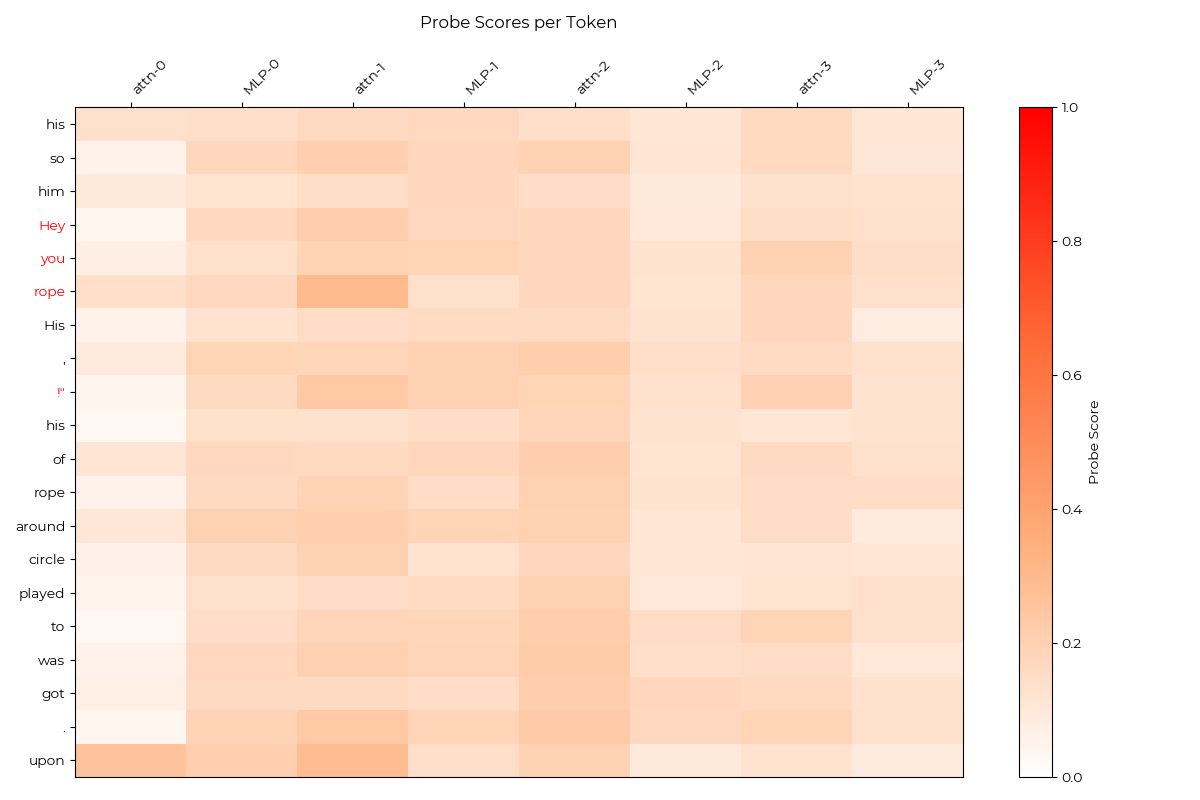 Probe Scores per Token
attn-0 MLP-0 attn-1 MLP-1 attn-2 MLP-2 attn-3 MLP-3
his
so
him
Hey
you
rope
His
,
!"
his
of
rope
around
circle
played
to
was
got
.
upon
1.0
0.8
0.6
0.4
0.2
0.0
Probe Score